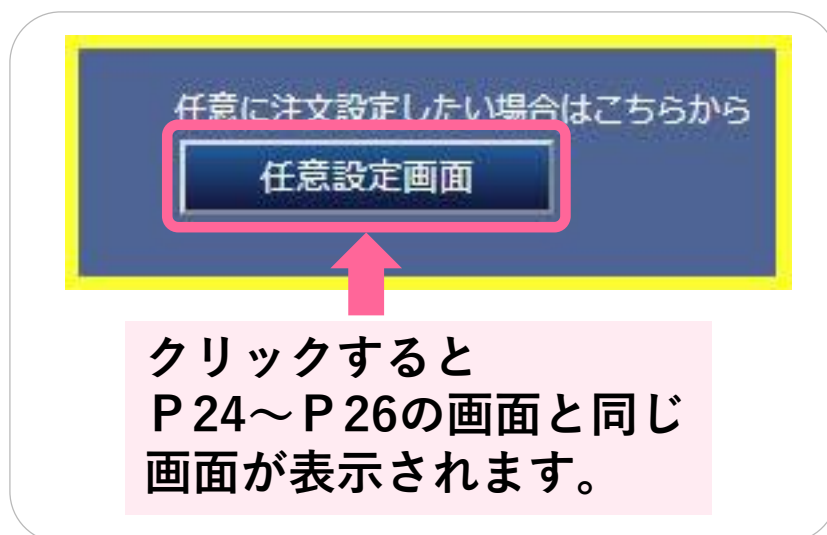 任意に注文設定したい場合はこちらから
任意設定画面
クリックすると
Ｐ24～Ｐ26の画面と同じ
画面が表示されます。